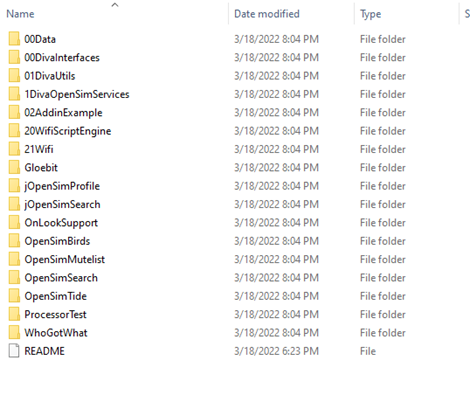 Name Date modified Type S
00Data 3/18/2022 8:04 PM File folder
00DivaInterfaces 3/18/2022 8:04 PM File folder
01DivaUtils 3/18/2022 8:04 PM File folder
1DivaOpenSimServices 3/18/2022 8:04 PM File folder
02AddinExample 3/18/2022 8:04 PM File folder
20WifiScriptEngine 3/18/2022 8:04 PM File folder
21Wifi 3/18/2022 8:04 PM File folder
Gloebit 3/18/2022 8:04 PM File folder
jOpenSimProfile 3/18/2022 8:04 PM File folder
jOpenSimSearch 3/18/2022 8:04 PM File folder
OnLookSupport 3/18/2022 8:04 PM File folder
OpenSimBirds 3/18/2022 8:04 PM File folder
OpenSimMutelist 3/18/2022 8:04 PM File folder
OpenSimSearch 3/18/2022 8:04 PM File folder
OpenSimTide 3/18/2022 8:04 PM File folder
ProcessorTest 3/18/2022 8:04 PM File folder
WhoGotWhat 3/18/2022 8:04 PM File folder
README 3/18/2022 6:23 PM File